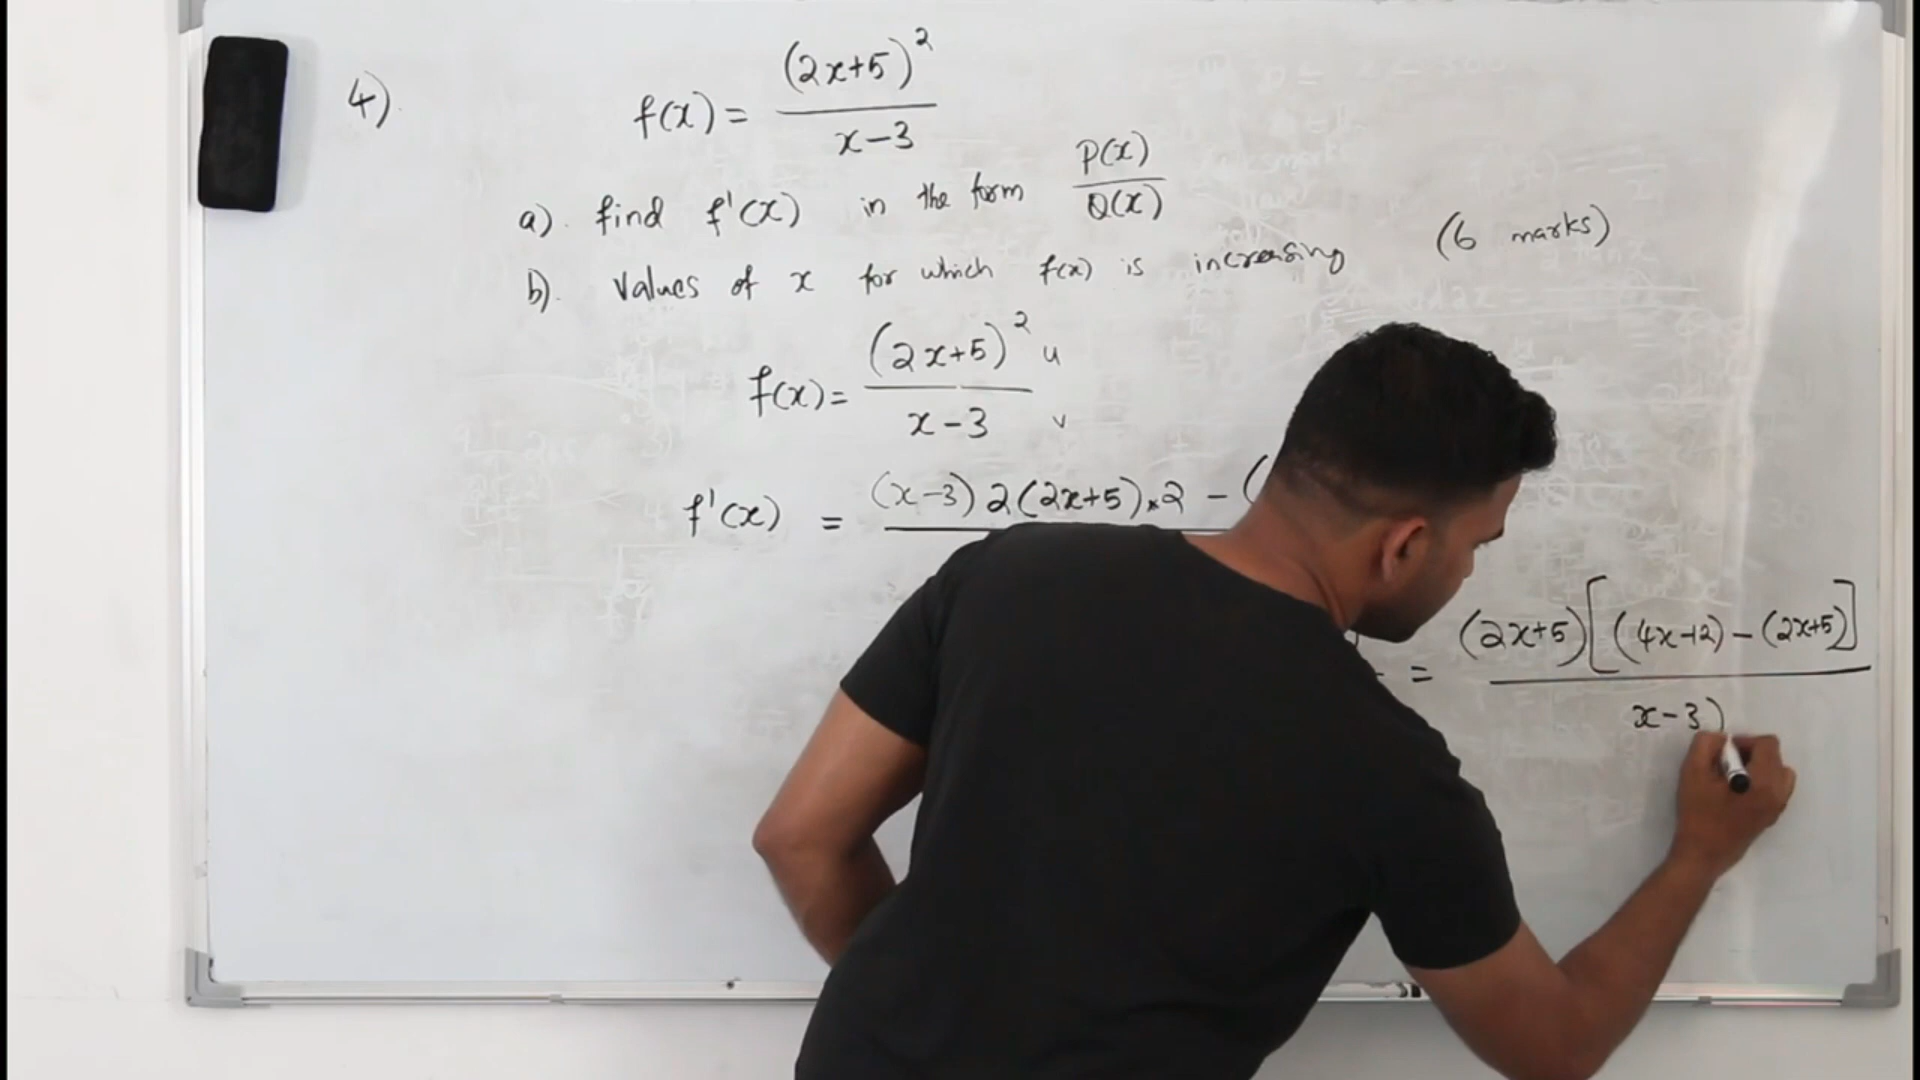 4). f(x) = (2x+5)² / x-3
a). find f'(x) in the form P(x) / Q(x)
b). Values of x for which f(x) is increasing (6 marks)
f(x) = (2x+5)² u / x-3 v
f'(x) = (x-3) 2(2x+5)×2 - (
= (2x+5)[(4x-12)-(2x+5)] / x-3)